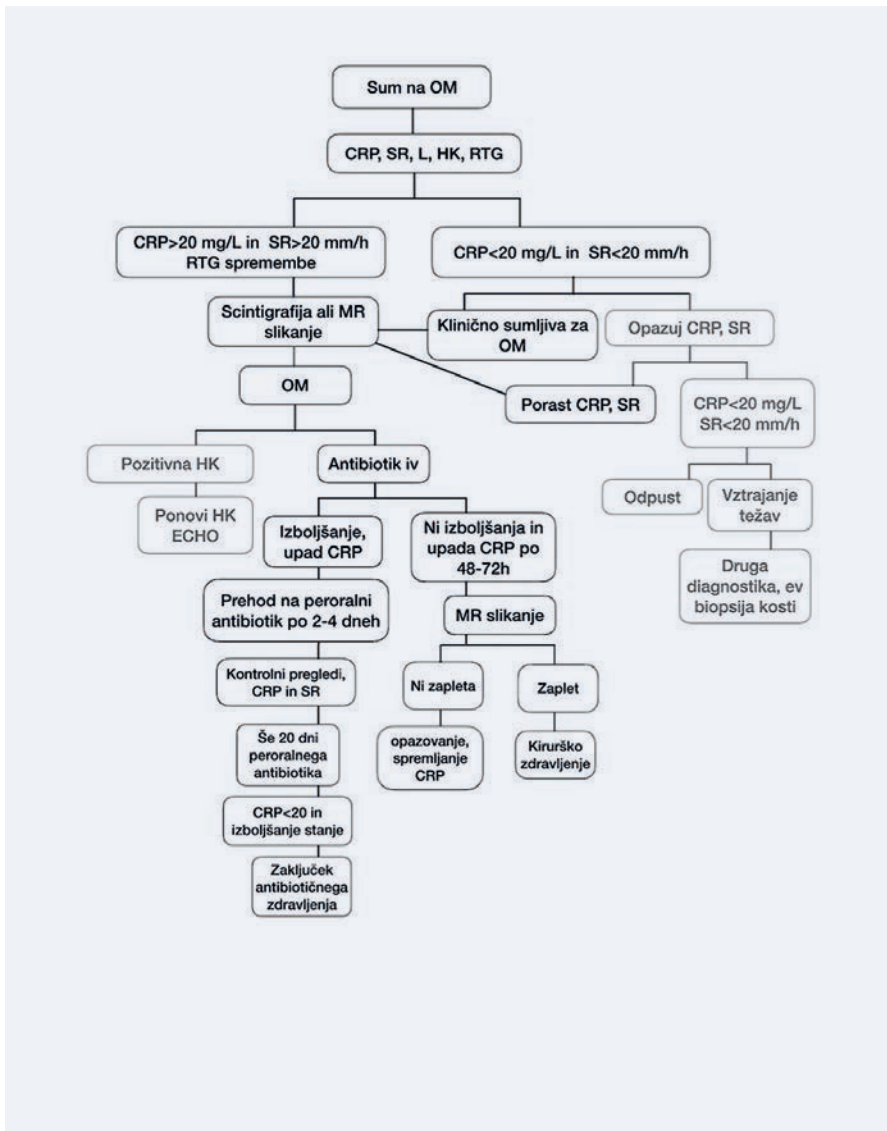 Sum na OM
CRP, SR, L, HK, RTG
CRP>20 mg/L in SR>20 mm/h
RTG spremembe
CRP<20 mg/L in SR<20 mm/h
Scintigrafija ali MR
slikanje
Klinično sumljiva za
OM
Opazuj CRP, SR
OM
Porast CRP, SR
CRP<20 mg/L
SR<20 mm/h
Pozitivna HK
Antibiotik iv
Odpust
Vztrajanje
težav
Ponovi HK
ECHO
Izboljšanje,
upad CRP
Ni izboljšanja in
upada CRP po
48-72h
Druga
diagnostika, ev
biopsija kosti
Prehod na peroralni
antibiotik po 2-4 dneh
MR slikanje
Kontrolni pregledi,
CRP in SR
Ni zapleta
Zaplet
Še 20 dni
peroralnega
antibiotika
opazovanje,
spremljanje
CRP
Kirurško
zdravljenje
CRP<20 in
izboljšanje stanje
Zaključek
antibiotičnega
zdravljenja